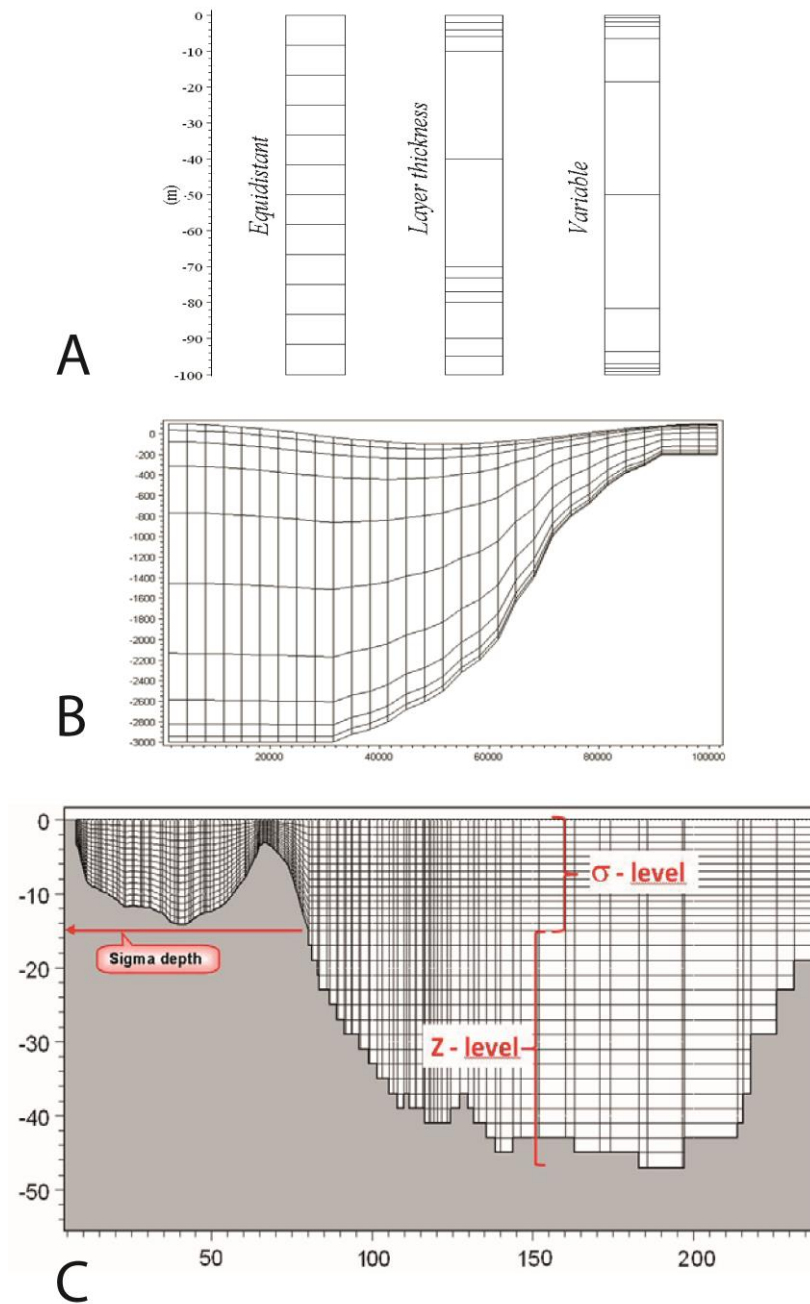 0
-10
-20
-30
-40
-50
-60
-70
-80
-90
-100
(m)
Equidistant
Layer thickness
Variable
A
0
-200
-400
-600
-800
-1000
-1200
-1400
-1600
-1800
-2000
-2200
-2400
-2600
-2800
-3000
20000 40000 60000 80000 100000
B
0
-10
-20
-30
-40
-50
σ - level
Sigma depth
Z - level
50 100 150 200
C